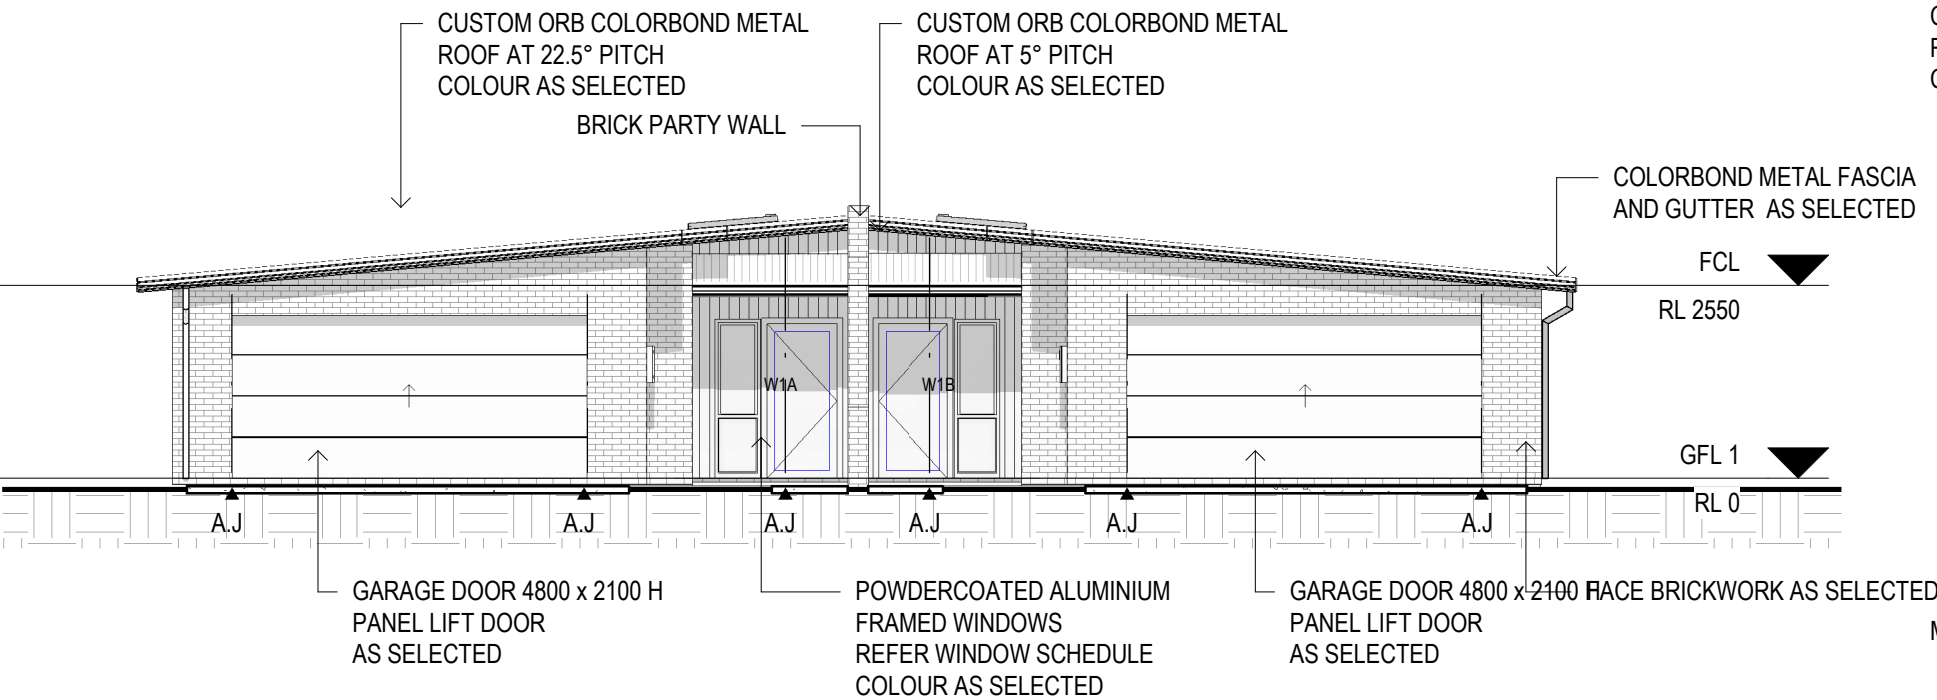 CUSTOM ORB COLORBOND METAL
ROOF AT 22.5° PITCH
COLOUR AS SELECTED
CUSTOM ORB COLORBOND METAL
ROOF AT 5° PITCH
COLOUR AS SELECTED
BRICK PARTY WALL
COLORBOND METAL FASCIA
AND GUTTER AS SELECTED
FCL
RL 2550
W1A
W1B
GFL 1
RL 0
A.J
A.J
A.J
A.J
A.J
A.J
GARAGE DOOR 4800 x 2100 H
PANEL LIFT DOOR
AS SELECTED
POWDERCOATED ALUMINIUM
FRAMED WINDOWS
REFER WINDOW SCHEDULE
COLOUR AS SELECTED
GARAGE DOOR 4800 x 2100 H
PANEL LIFT DOOR
AS SELECTED
FACE BRICKWORK AS SELECTED